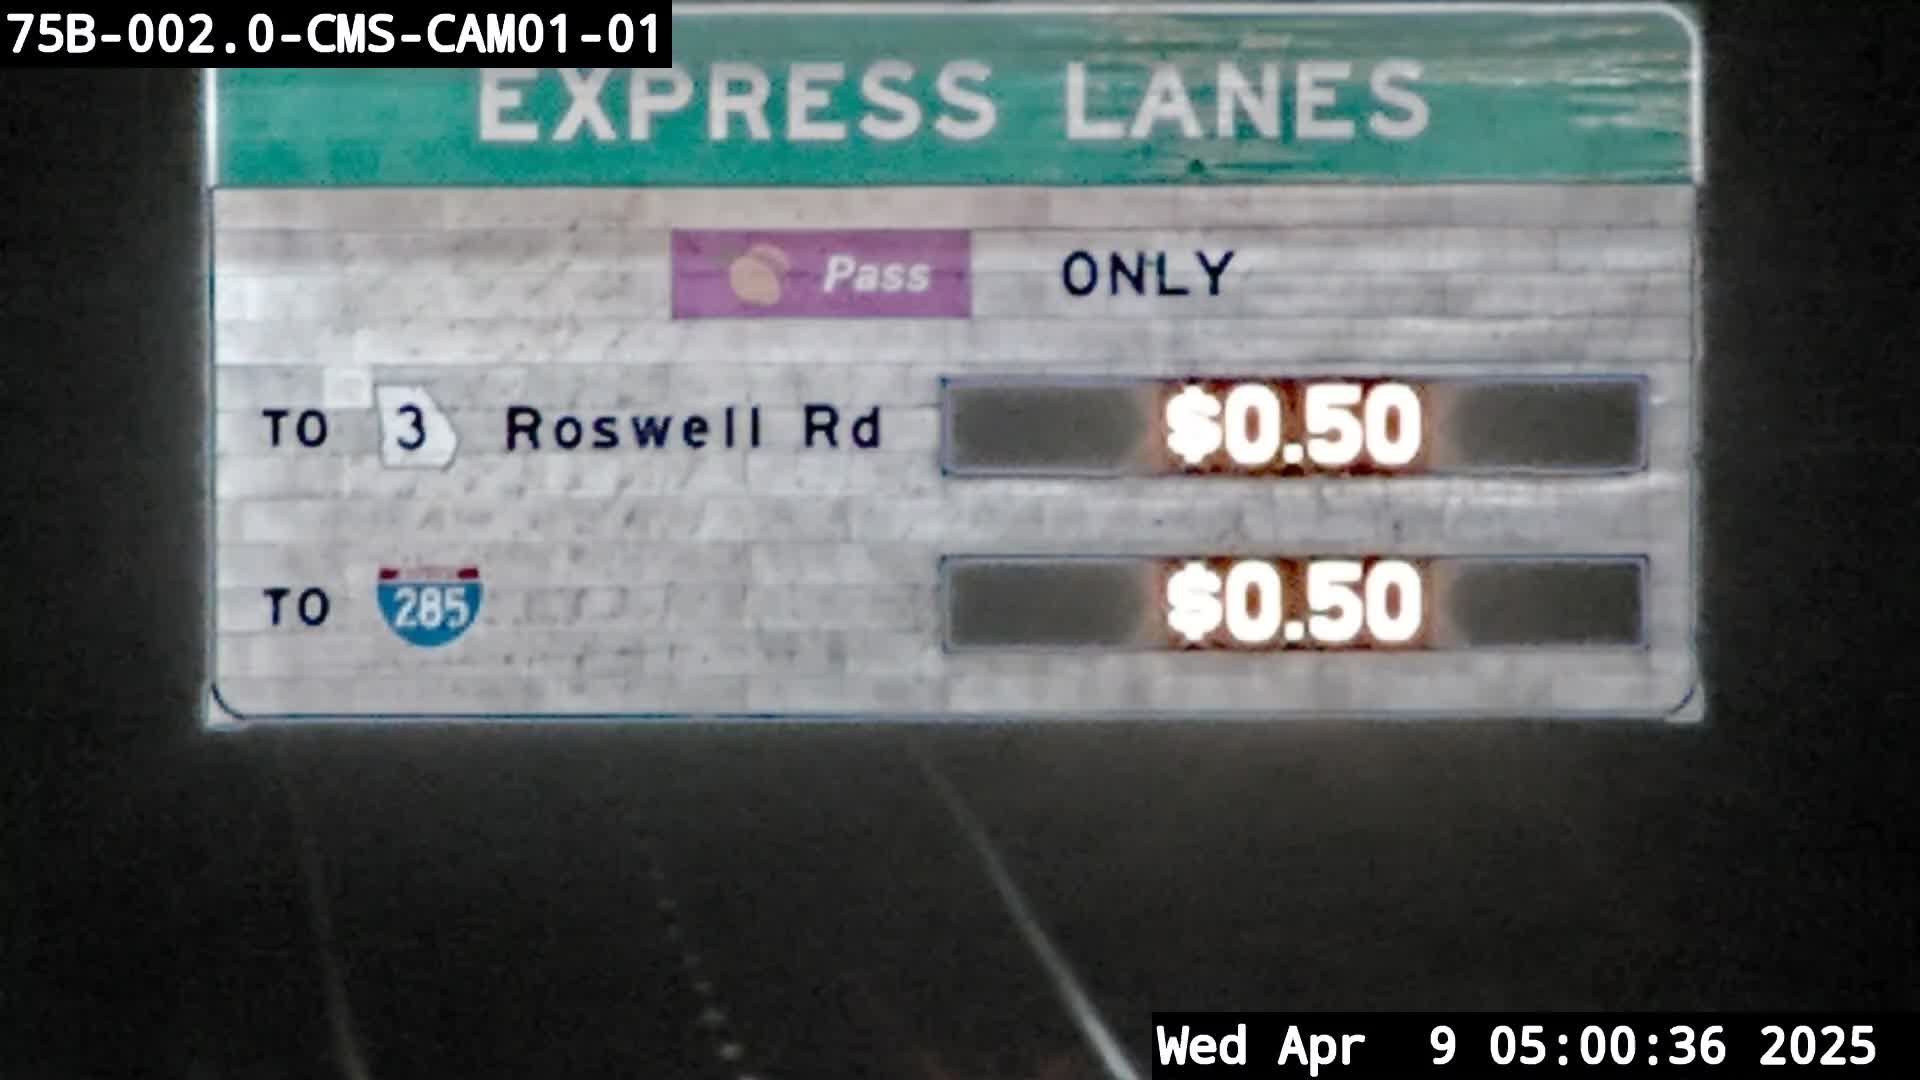 75B-002.0-CMS-CAM01-01
EXPRESS LANES
Pass ONLY
TO 3 Roswell Rd $0.50
TO 285 $0.50
Wed Apr 9 05:00:36 2025